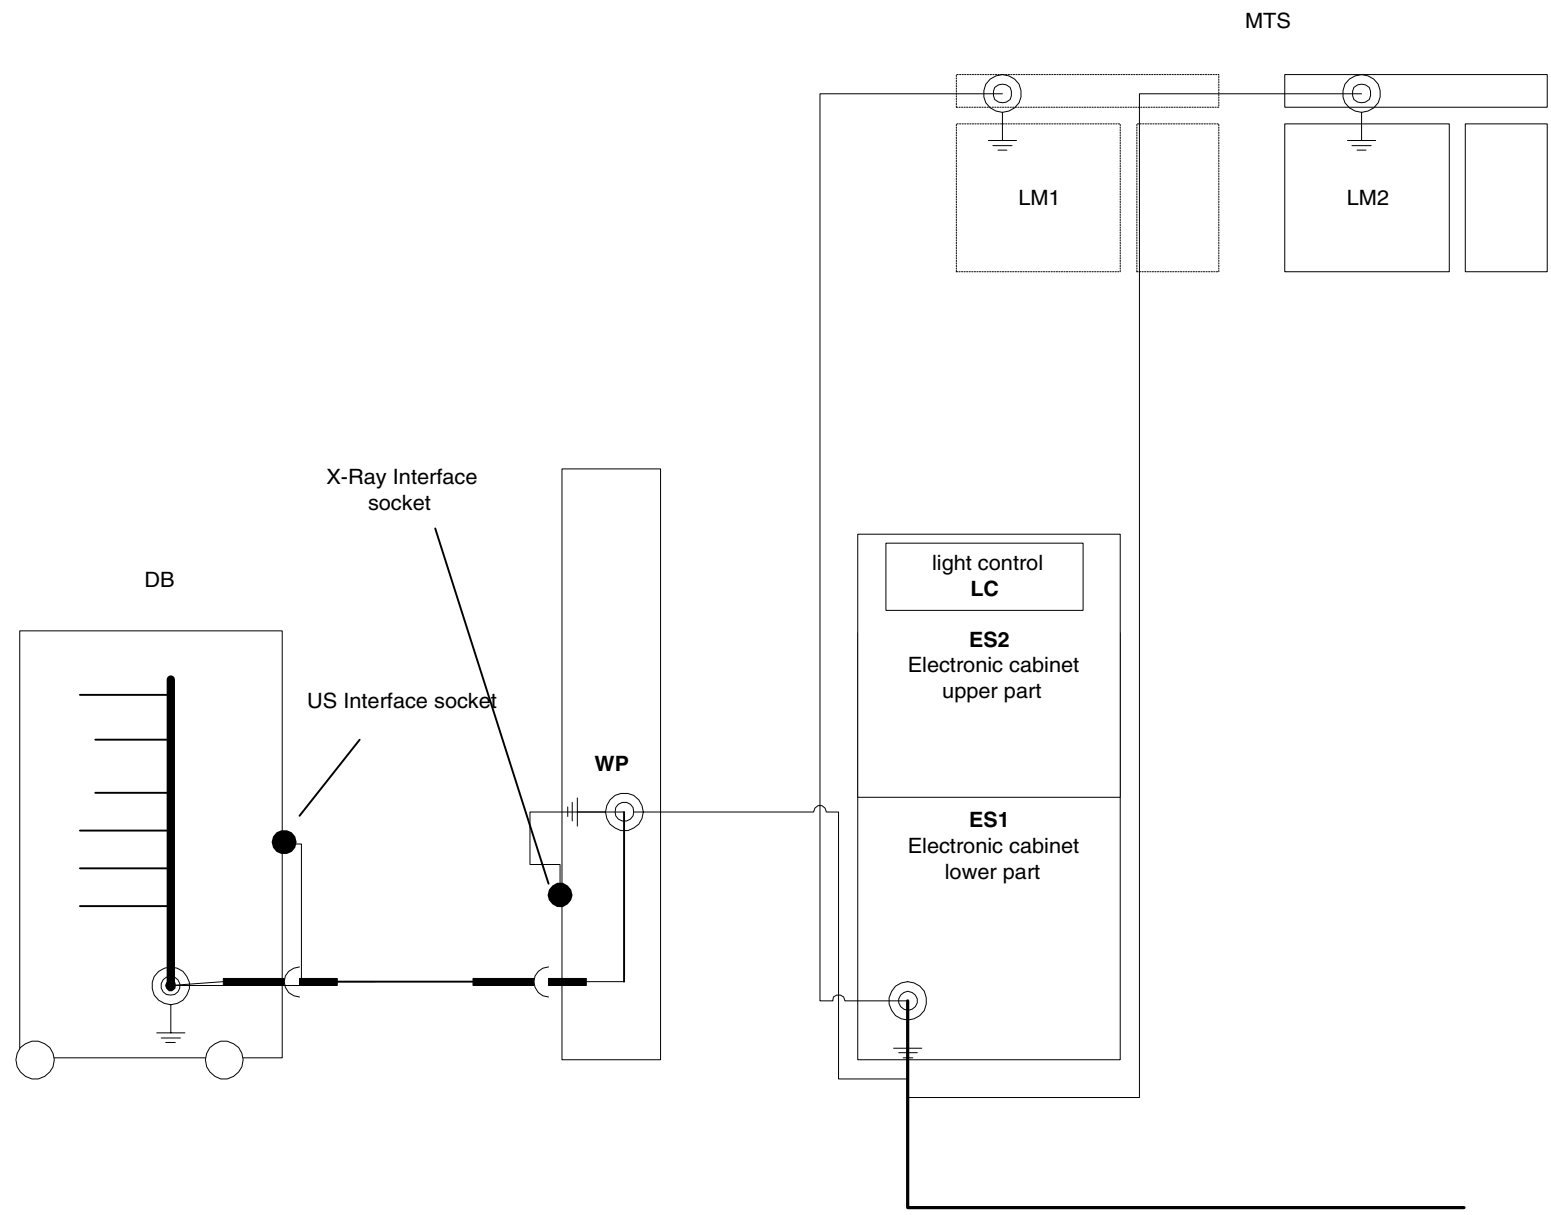 MTS
LM1
LM2
X-Ray Interface
socket
light control
LC
DB
ES2
Electronic cabinet
upper part
US Interface socket
WP
ES1
Electronic cabinet
lower part